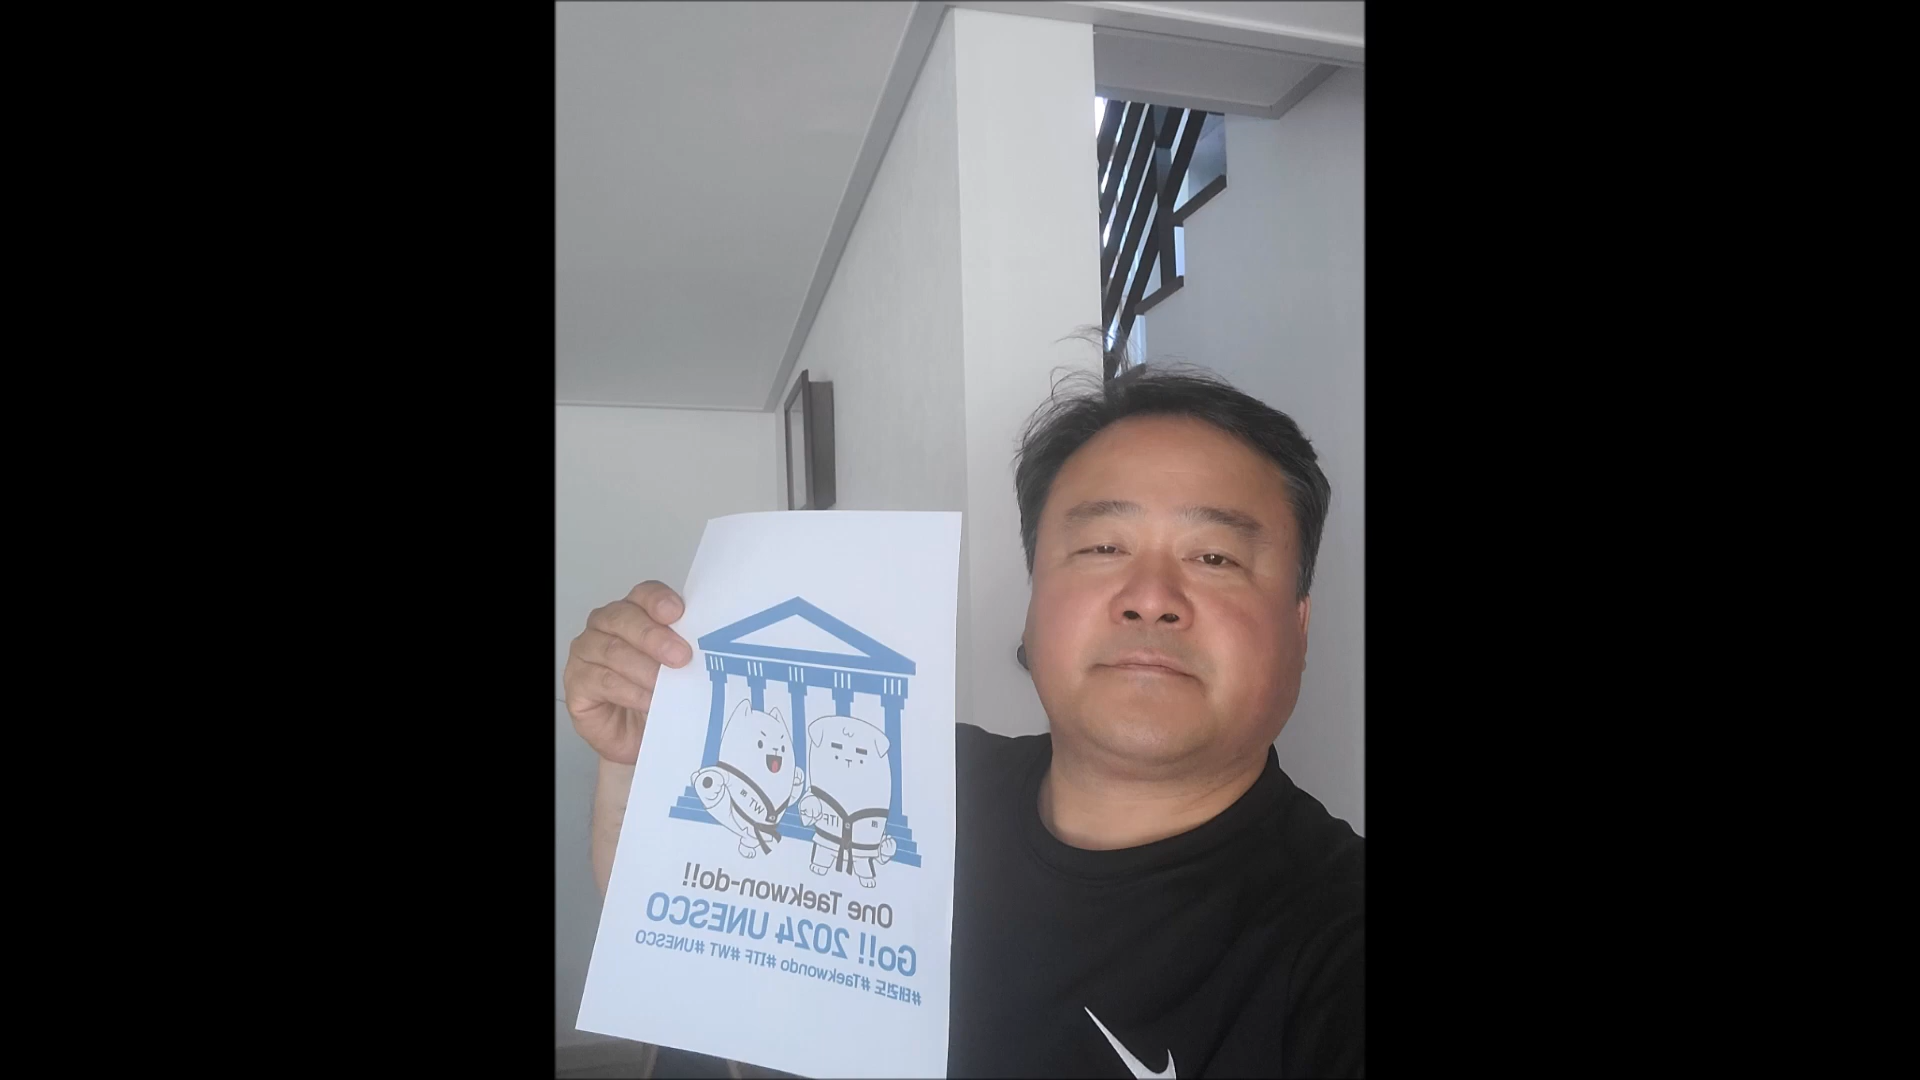 WT
ITF
One Taekwon-do!!
Go!! 2024 UNESCO
#태권도 #Taekwondo #ITF #WT #UNESCO